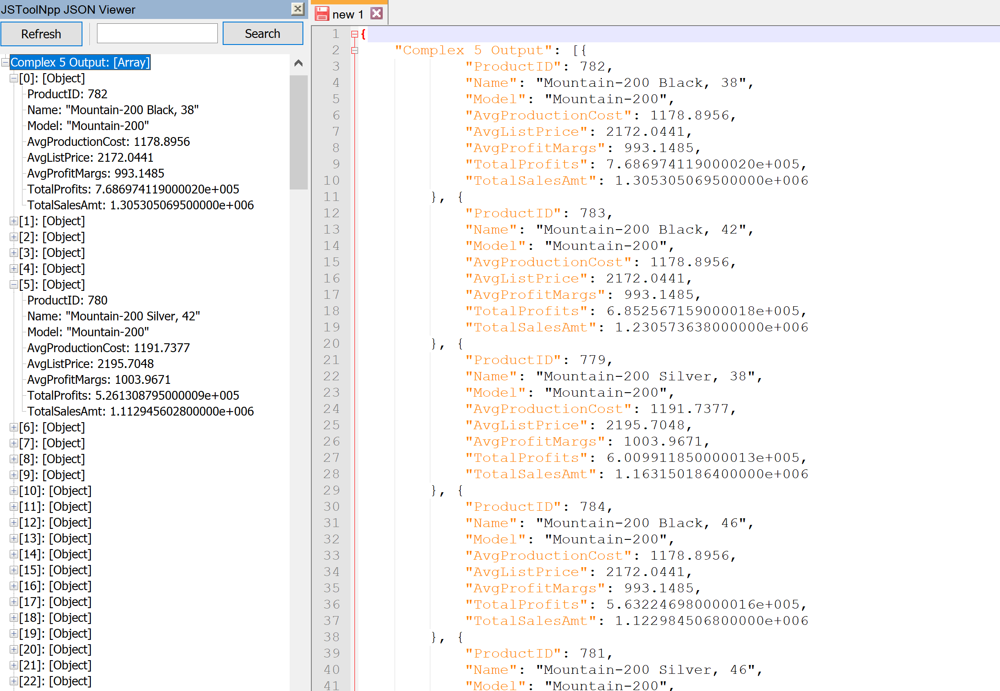 JSToolNpp JSON Viewer
Refresh
Search
Complex 5 Output: [Array]
[0]: [Object]
ProductID: 782
Name: "Mountain-200 Black, 38"
Model: "Mountain-200"
AvgProductionCost: 1178.8956
AvgListPrice: 2172.0441
AvgProfitMargs: 993.1485
TotalProfits: 7.686974119000020e+005
TotalSalesAmt: 1.305305069500000e+006
[1]: [Object]
[2]: [Object]
[3]: [Object]
[4]: [Object]
[5]: [Object]
ProductID: 780
Name: "Mountain-200 Silver, 42"
Model: "Mountain-200"
AvgProductionCost: 1191.7377
AvgListPrice: 2195.7048
AvgProfitMargs: 1003.9671
TotalProfits: 5.261308795000009e+005
TotalSalesAmt: 1.112945602800000e+006
[6]: [Object]
[7]: [Object]
[8]: [Object]
[9]: [Object]
[10]: [Object]
[11]: [Object]
[12]: [Object]
[13]: [Object]
[14]: [Object]
[15]: [Object]
[16]: [Object]
[17]: [Object]
[18]: [Object]
[19]: [Object]
[20]: [Object]
[21]: [Object]
[22]: [Object]
new 1
1 {
2 "Complex 5 Output": [{
3 "ProductID": 782,
4 "Name": "Mountain-200 Black, 38",
5 "Model": "Mountain-200",
6 "AvgProductionCost": 1178.8956,
7 "AvgListPrice": 2172.0441,
8 "AvgProfitMargs": 993.1485,
9 "TotalProfits": 7.686974119000020e+005,
10 "TotalSalesAmt": 1.305305069500000e+006
11 }, {
12 "ProductID": 783,
13 "Name": "Mountain-200 Black, 42",
14 "Model": "Mountain-200",
15 "AvgProductionCost": 1178.8956,
16 "AvgListPrice": 2172.0441,
17 "AvgProfitMargs": 993.1485,
18 "TotalProfits": 6.852567159000018e+005,
19 "TotalSalesAmt": 1.230573638000000e+006
20 }, {
21 "ProductID": 779,
22 "Name": "Mountain-200 Silver, 38",
23 "Model": "Mountain-200",
24 "AvgProductionCost": 1191.7377,
25 "AvgListPrice": 2195.7048,
26 "AvgProfitMargs": 1003.9671,
27 "TotalProfits": 6.009911850000013e+005,
28 "TotalSalesAmt": 1.163150186400000e+006
29 }, {
30 "ProductID": 784,
31 "Name": "Mountain-200 Black, 46",
32 "Model": "Mountain-200",
33 "AvgProductionCost": 1178.8956,
34 "AvgListPrice": 2172.0441,
35 "AvgProfitMargs": 993.1485,
36 "TotalProfits": 5.632246980000016e+005,
37 "TotalSalesAmt": 1.122984506800000e+006
38 }, {
39 "ProductID": 781,
40 "Name": "Mountain-200 Silver, 46",
41 "Model": "Mountain-200",